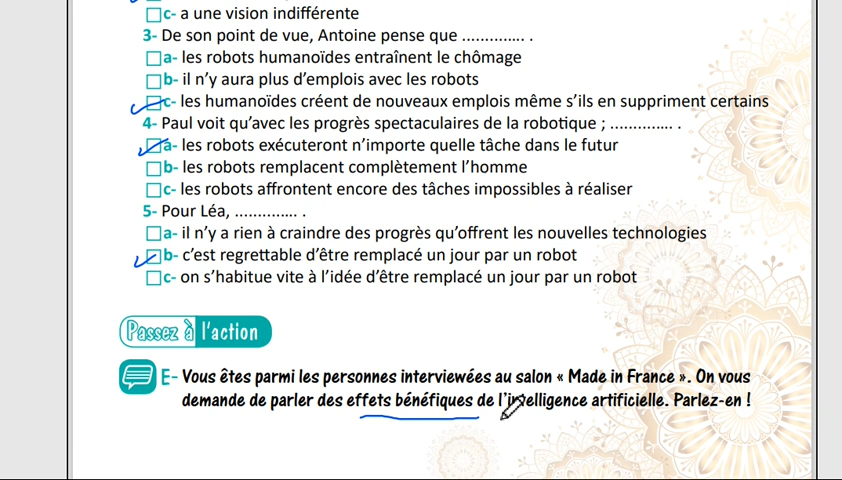 c- a une vision indifférente
3- De son point de vue, Antoine pense que .............. .
a- les robots humanoïdes entraînent le chômage
b- il n’y aura plus d’emplois avec les robots
c- les humanoïdes créent de nouveaux emplois même s’ils en suppriment certains
4- Paul voit qu’avec les progrès spectaculaires de la robotique ; .............. .
a- les robots exécuteront n’importe quelle tâche dans le futur
b- les robots remplacent complètement l’homme
c- les robots affrontent encore des tâches impossibles à réaliser
5- Pour Léa, .............. .
a- il n’y a rien à craindre des progrès qu’offrent les nouvelles technologies
b- c’est regrettable d’être remplacé un jour par un robot
c- on s’habitue vite à l’idée d’être remplacé un jour par un robot
Passez à l’action
E- Vous êtes parmi les personnes interviewées au salon « Made in France ». On vous
demande de parler des effets bénéfiques de l’intelligence artificielle. Parlez-en !